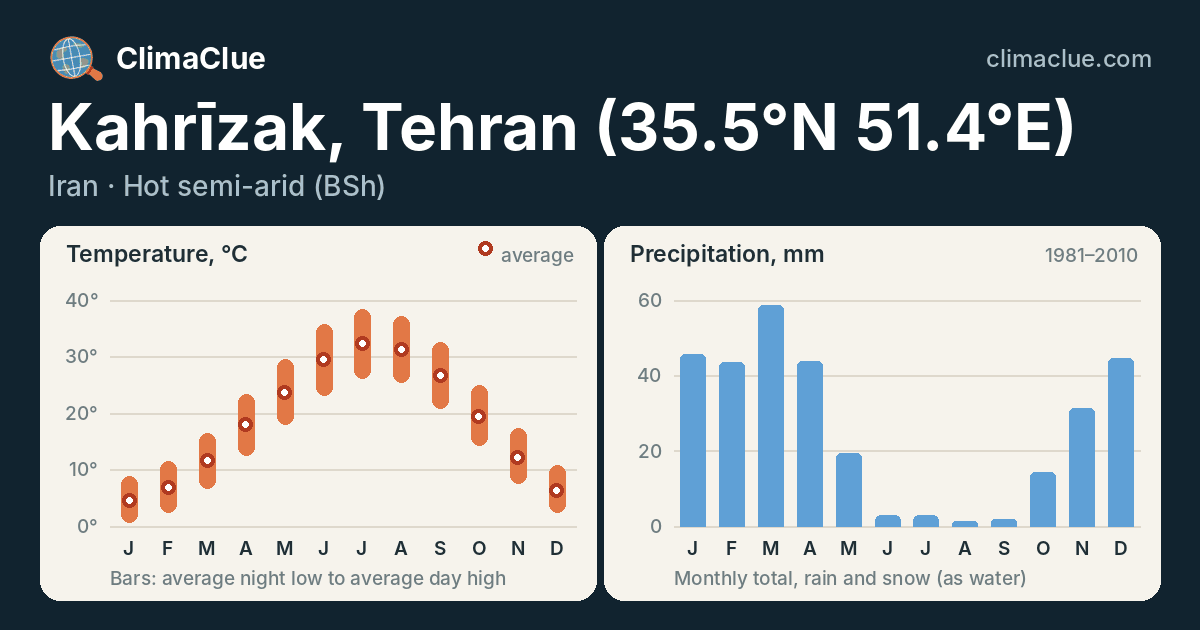 ClimaClue
climaclue.com
Kahrīzak, Tehran (35.5°N 51.4°E)
Iran · Hot semi-arid (BSh)
Temperature, °C
average
40°
30°
20°
10°
0°
J F M A M J J A S O N D
Bars: average night low to average day high
Precipitation, mm
1981–2010
60
40
20
0
J F M A M J J A S O N D
Monthly total, rain and snow (as water)